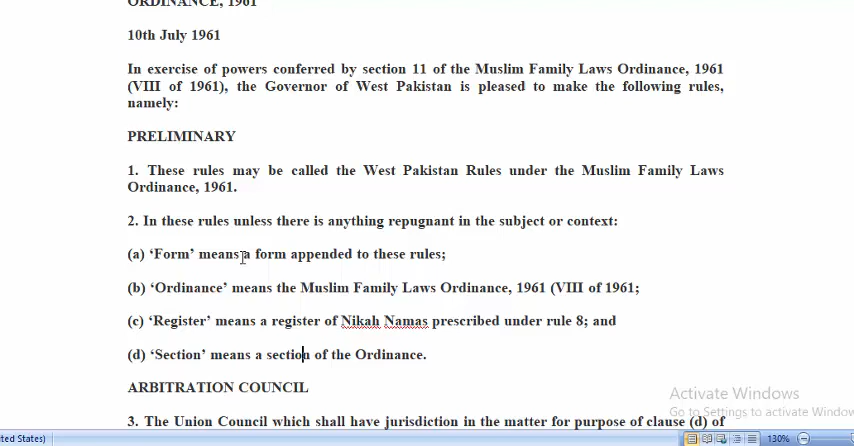 ORDINANCE, 1961
10th July 1961
In exercise of powers conferred by section 11 of the Muslim Family Laws Ordinance, 1961
(VIII of 1961), the Governor of West Pakistan is pleased to make the following rules,
namely:
PRELIMINARY
1. These rules may be called the West Pakistan Rules under the Muslim Family Laws
Ordinance, 1961.
2. In these rules unless there is anything repugnant in the subject or context:
(a) ‘Form’ means a form appended to these rules;
(b) ‘Ordinance’ means the Muslim Family Laws Ordinance, 1961 (VIII of 1961;
(c) ‘Register’ means a register of Nikah Namas prescribed under rule 8; and
(d) ‘Section’ means a section of the Ordinance.
ARBITRATION COUNCIL
3. The Union Council which shall have jurisdiction in the matter for purpose of clause (d) of
Activate Windows
Go to Settings to activate Windows
ted States)
130%